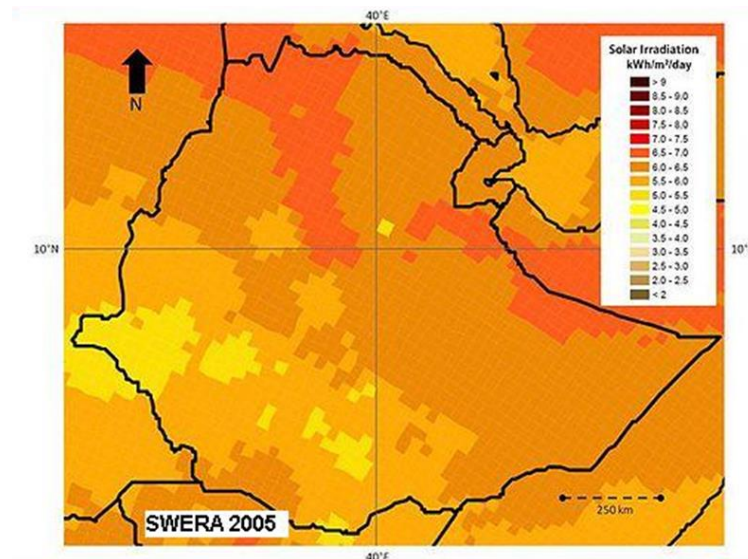 40°E
N
Solar Irradiation
kWh/m²/day
> 9
8.5 - 9.0
8.0 - 8.5
7.5 - 8.0
7.0 - 7.5
6.5 - 7.0
6.0 - 6.5
5.5 - 6.0
5.0 - 5.5
4.5 - 5.0
4.0 - 4.5
3.5 - 4.0
3.0 - 3.5
2.5 - 3.0
2.0 - 2.5
< 2
10°N
10°
250 km
SWERA 2005
40°E